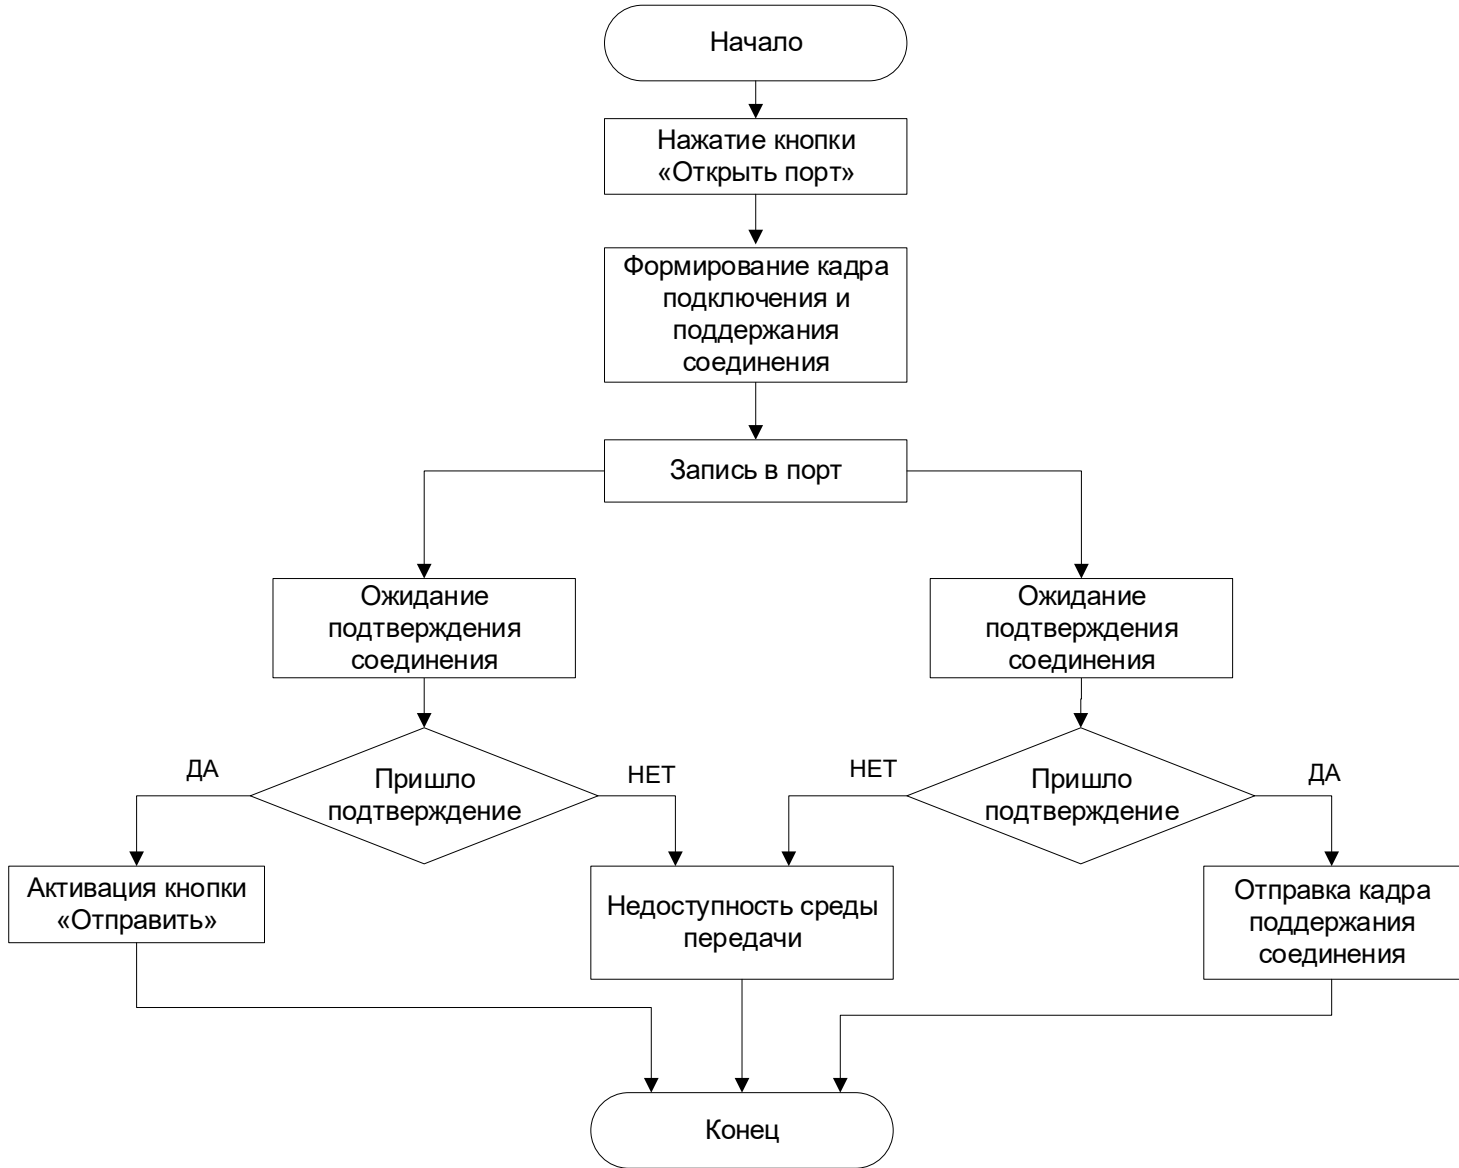 Начало
Нажатие кнопки
«Открыть порт»
Формирование кадра
подключения и
поддержания
соединения
Запись в порт
Ожидание
подтверждения
соединения
Ожидание
подтверждения
соединения
ДА
Пришло
подтверждение
НЕТ
НЕТ
Пришло
подтверждение
ДА
Активация кнопки
«Отправить»
Недоступность среды
передачи
Отправка кадра
поддержания
соединения
Конец